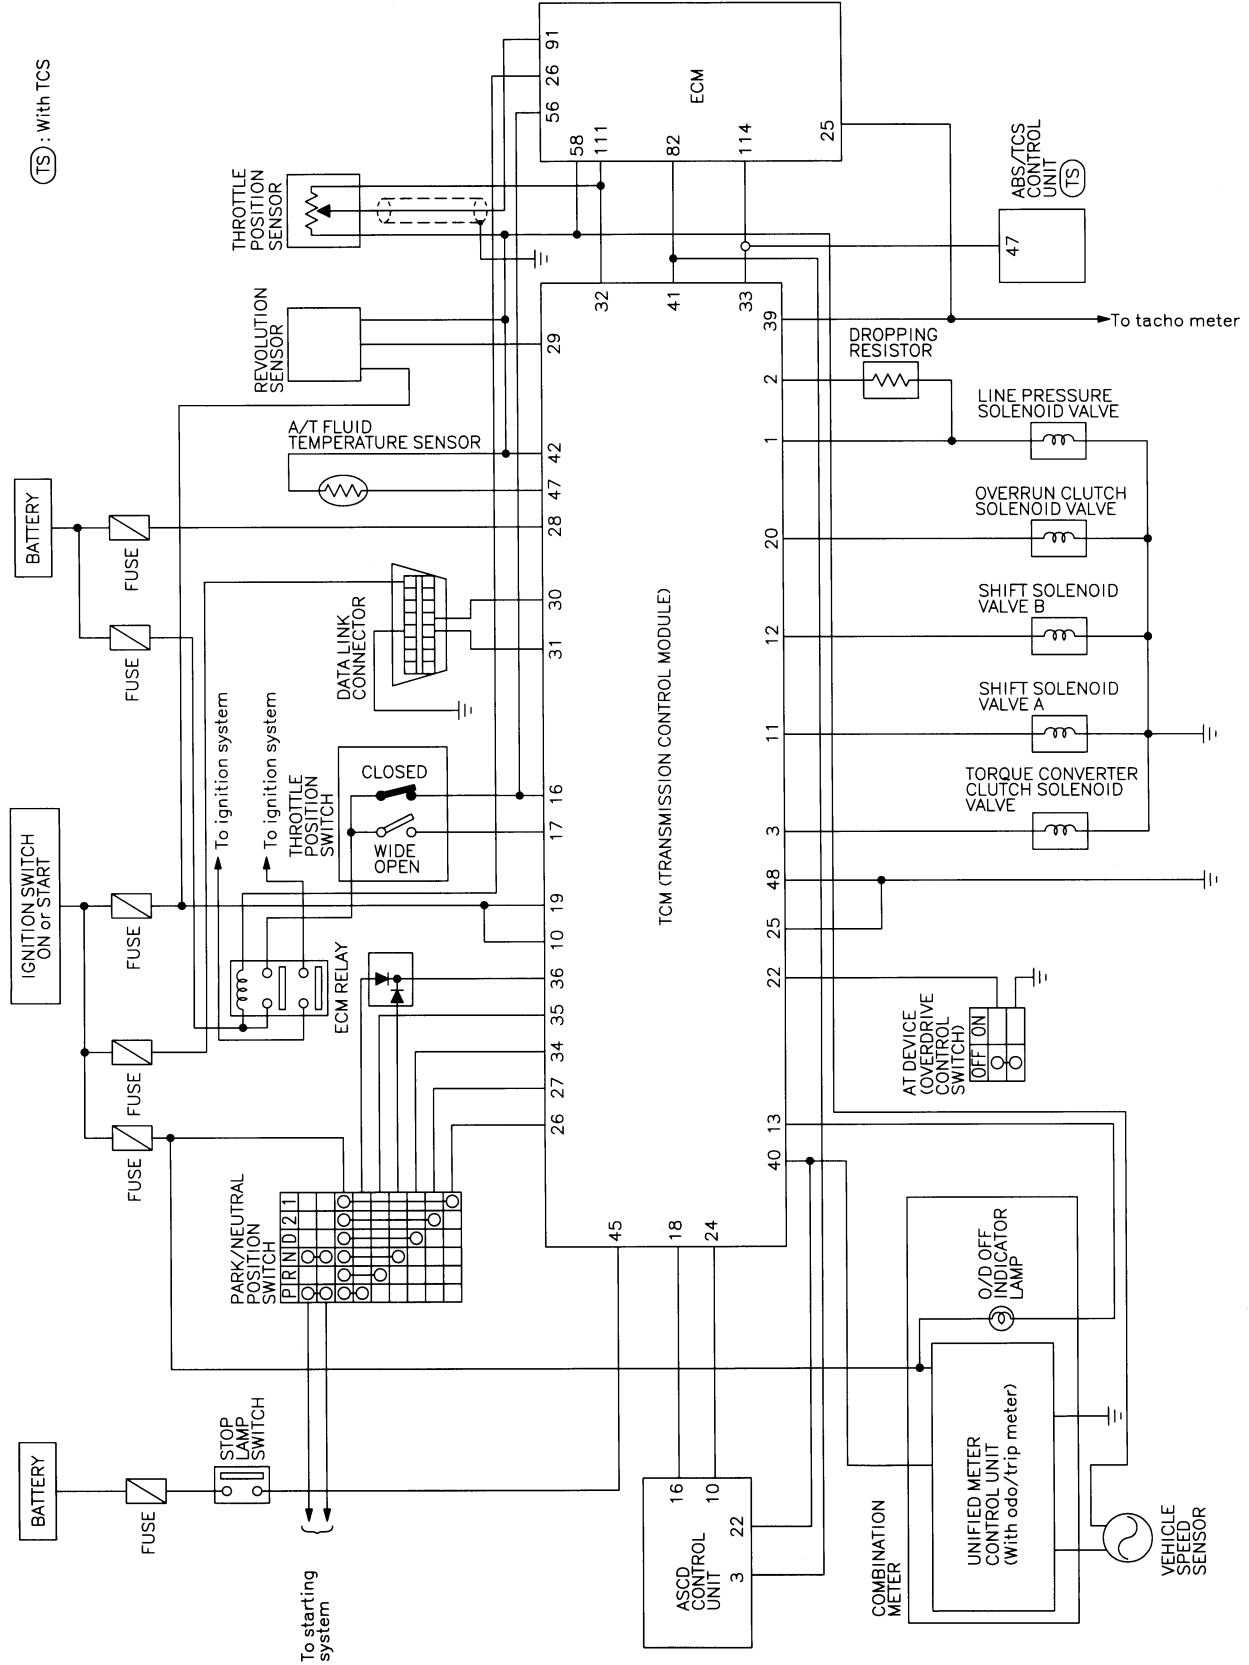 TS : With TCS
THROTTLE
POSITION
SENSOR
91
26
56
ECM
58
111
82
114
25
ABS/TCS
CONTROL
UNIT
TS
47
REVOLUTION
SENSOR
29
32
41
33
39
To tacho meter
DROPPING
RESISTOR
2
1
LINE PRESSURE
SOLENOID VALVE
A/T FLUID
TEMPERATURE SENSOR
42
47
28
BATTERY
FUSE
FUSE
OVERRUN CLUTCH
SOLENOID VALVE
20
DATA LINK
CONNECTOR
30
31
SHIFT SOLENOID
VALVE B
12
TCM (TRANSMISSION CONTROL MODULE)
SHIFT SOLENOID
VALVE A
11
To ignition system
To ignition system
THROTTLE
POSITION
SWITCH
CLOSED
WIDE
OPEN
16
17
TORQUE CONVERTER
CLUTCH SOLENOID
VALVE
3
48
25
IGNITION SWITCH
ON or START
FUSE
19
10
36
35
34
27
26
ECM RELAY
FUSE
FUSE
22
AT DEVICE
(OVERDRIVE
CONTROL
SWITCH)
OFF ON
13
40
PARK/NEUTRAL
POSITION
SWITCH
P R N D 2 1
45
18
24
O/D OFF
INDICATOR
LAMP
STOP
LAMP
SWITCH
BATTERY
FUSE
To starting
system
16
10
22
3
ASCD
CONTROL
UNIT
COMBINATION
METER
UNIFIED METER
CONTROL UNIT
(With odo/trip meter)
VEHICLE
SPEED
SENSOR